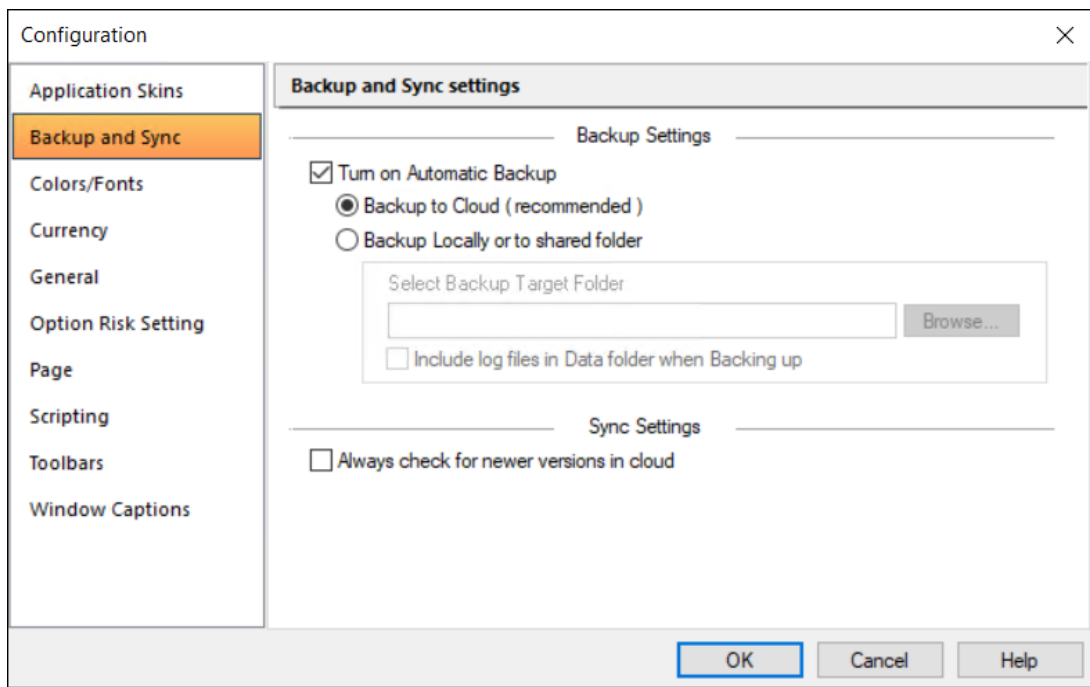 Configuration
Application Skins
Backup and Sync
Colors/Fonts
Currency
General
Option Risk Setting
Page
Scripting
Toolbars
Window Captions
Backup and Sync settings
Backup Settings
Turn on Automatic Backup
Backup to Cloud ( recommended )
Backup Locally or to shared folder
Select Backup Target Folder
Browse...
Include log files in Data folder when Backing up
Sync Settings
Always check for newer versions in cloud
OK
Cancel
Help